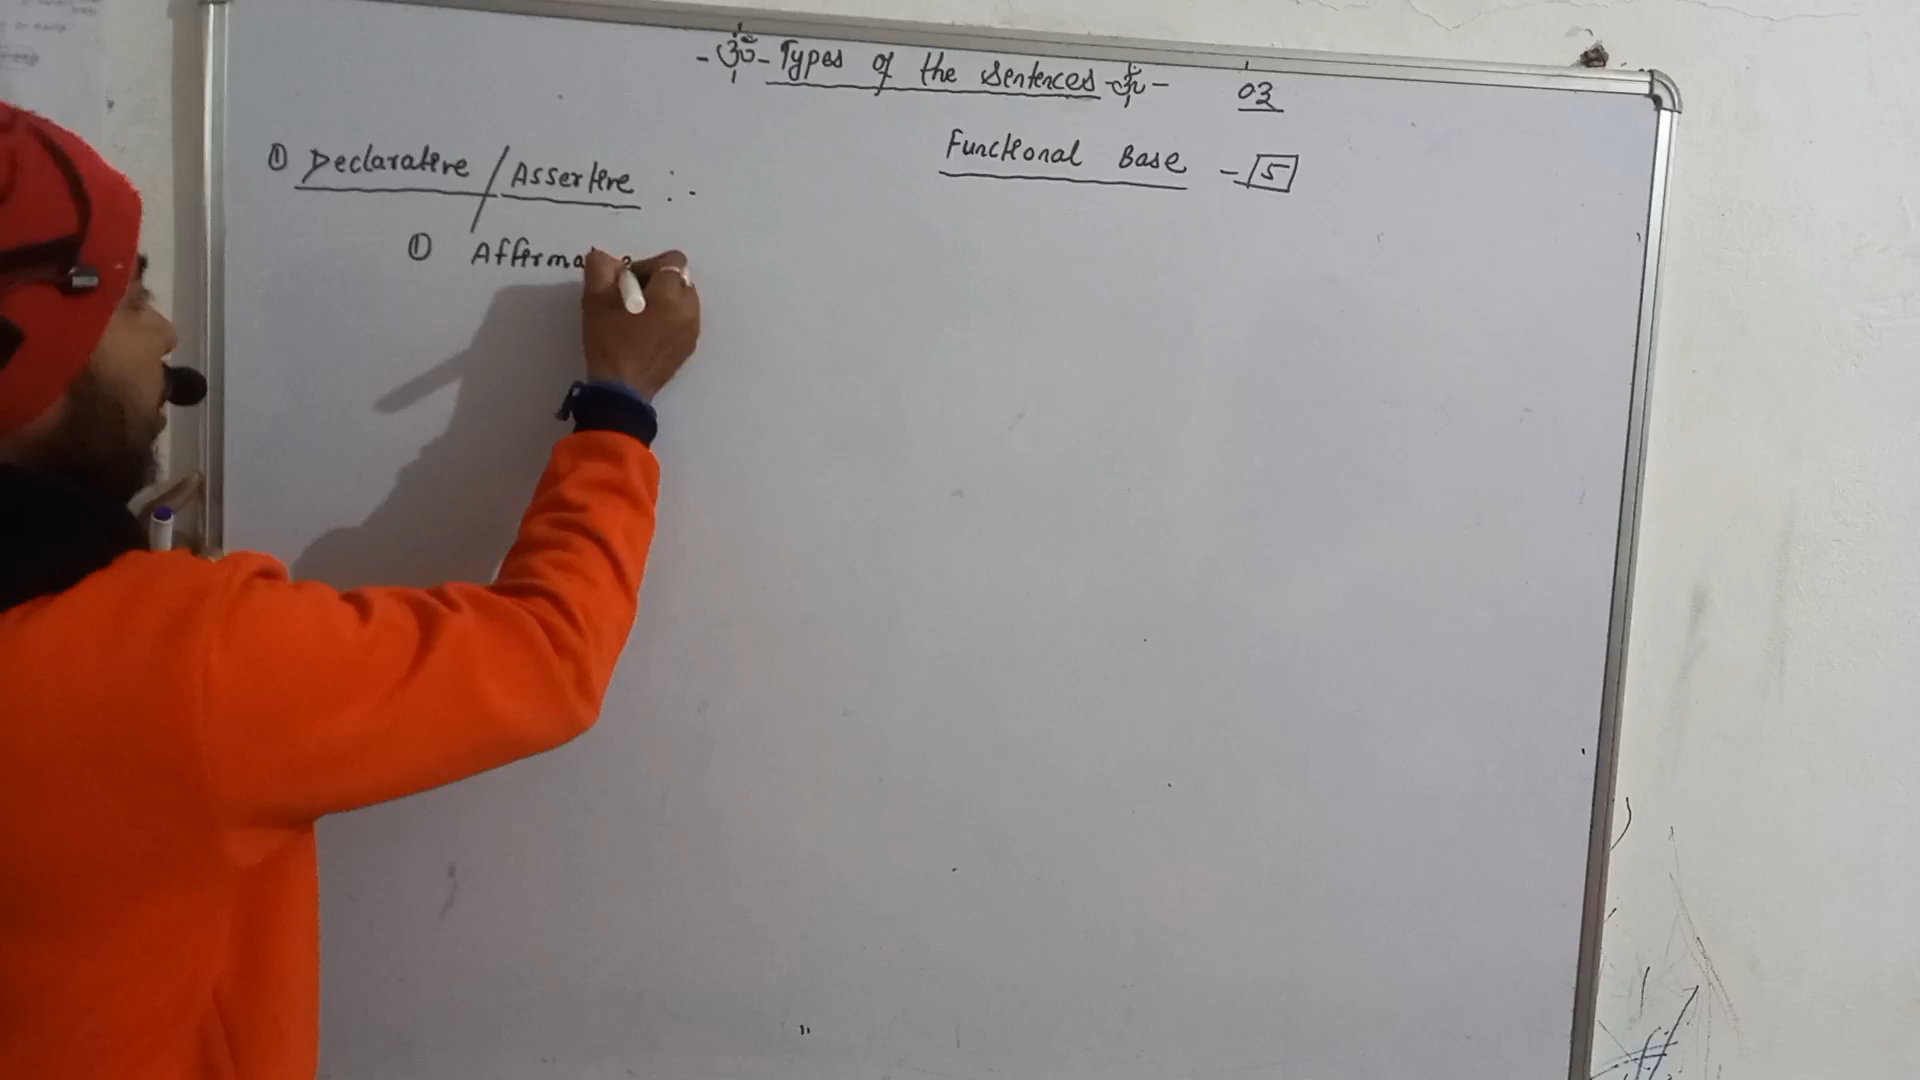 -ॐ- Types of the Sentences -ॐ- 03
Functional Base - 5
① Declarative / Assertive :-
① Affirma